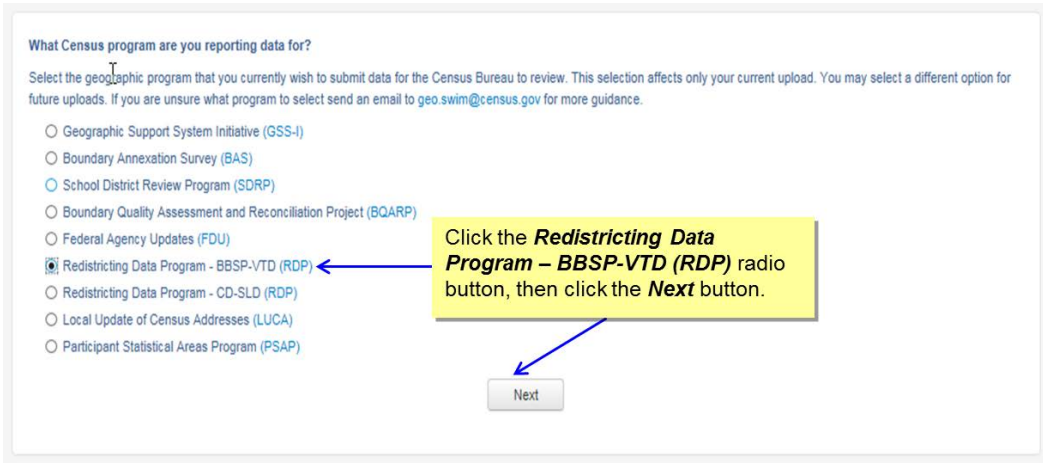 What Census program are you reporting data for?
Select the geographic program that you currently wish to submit data for the Census Bureau to review. This selection affects only your current upload. You may select a different option for
future uploads. If you are unsure what program to select send an email to geo.swim@census.gov for more guidance.
Geographic Support System Initiative (GSS-I)
Boundary Annexation Survey (BAS)
School District Review Program (SDRP)
Boundary Quality Assessment and Reconciliation Project (BQARP)
Federal Agency Updates (FDU)
Redistricting Data Program - BBSP-VTD (RDP)
Redistricting Data Program - CD-SLD (RDP)
Local Update of Census Addresses (LUCA)
Participant Statistical Areas Program (PSAP)
Click the Redistricting Data
Program – BBSP-VTD (RDP) radio
button, then click the Next button.
Next